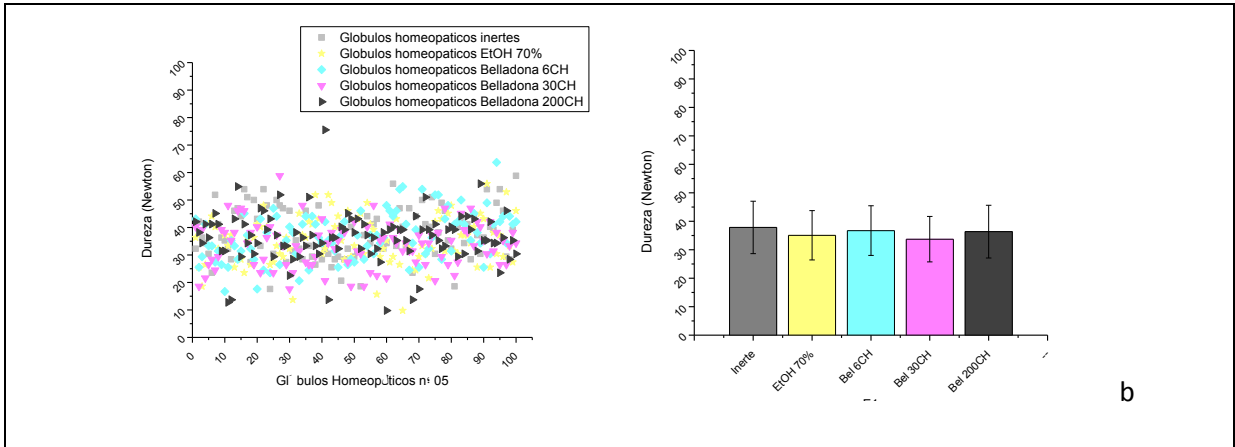 Globulos homeopaticos inertes
Globulos homeopaticos EtOH 70%
Globulos homeopaticos Belladona 6CH
Globulos homeopaticos Belladona 30CH
Globulos homeopaticos Belladona 200CH
Dureza (Newton)
100
90
80
70
60
50
40
30
20
10
0
0 10 20 30 40 50 60 70 80 90 100
bulos 05
Dureza (Newton)
100
90
80
70
60
50
40
30
20
10
0
Inerte EtOH 70% Bel 6CH Bel 30CH Bel 200CH --
b